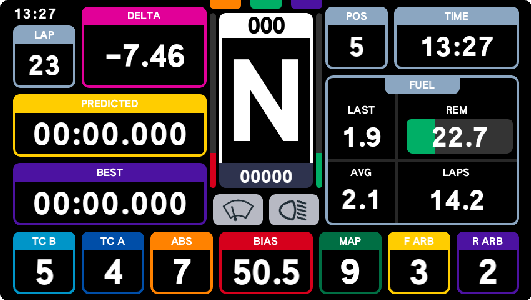 13:27
LAP
23
DELTA
-7.46
PREDICTED
00:00.000
BEST
00:00.000
000
N
00000
POS
5
TIME
13:27
FUEL
LAST
1.9
REM
22.7
AVG
2.1
LAPS
14.2
TC B
5
TC A
4
ABS
7
BIAS
50.5
MAP
9
F ARB
3
R ARB
2